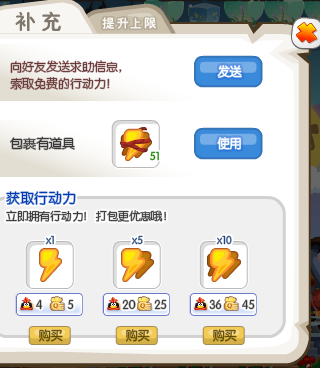 补充
提升上限
向好友发送求助信息,
索取免费的行动力!
发送
包裹有道具
51
使用
获取行动力
立即拥有行动力! 打包更优惠哦!
x1 x5 x10
4 5 20 25 36 45
购买 购买 购买